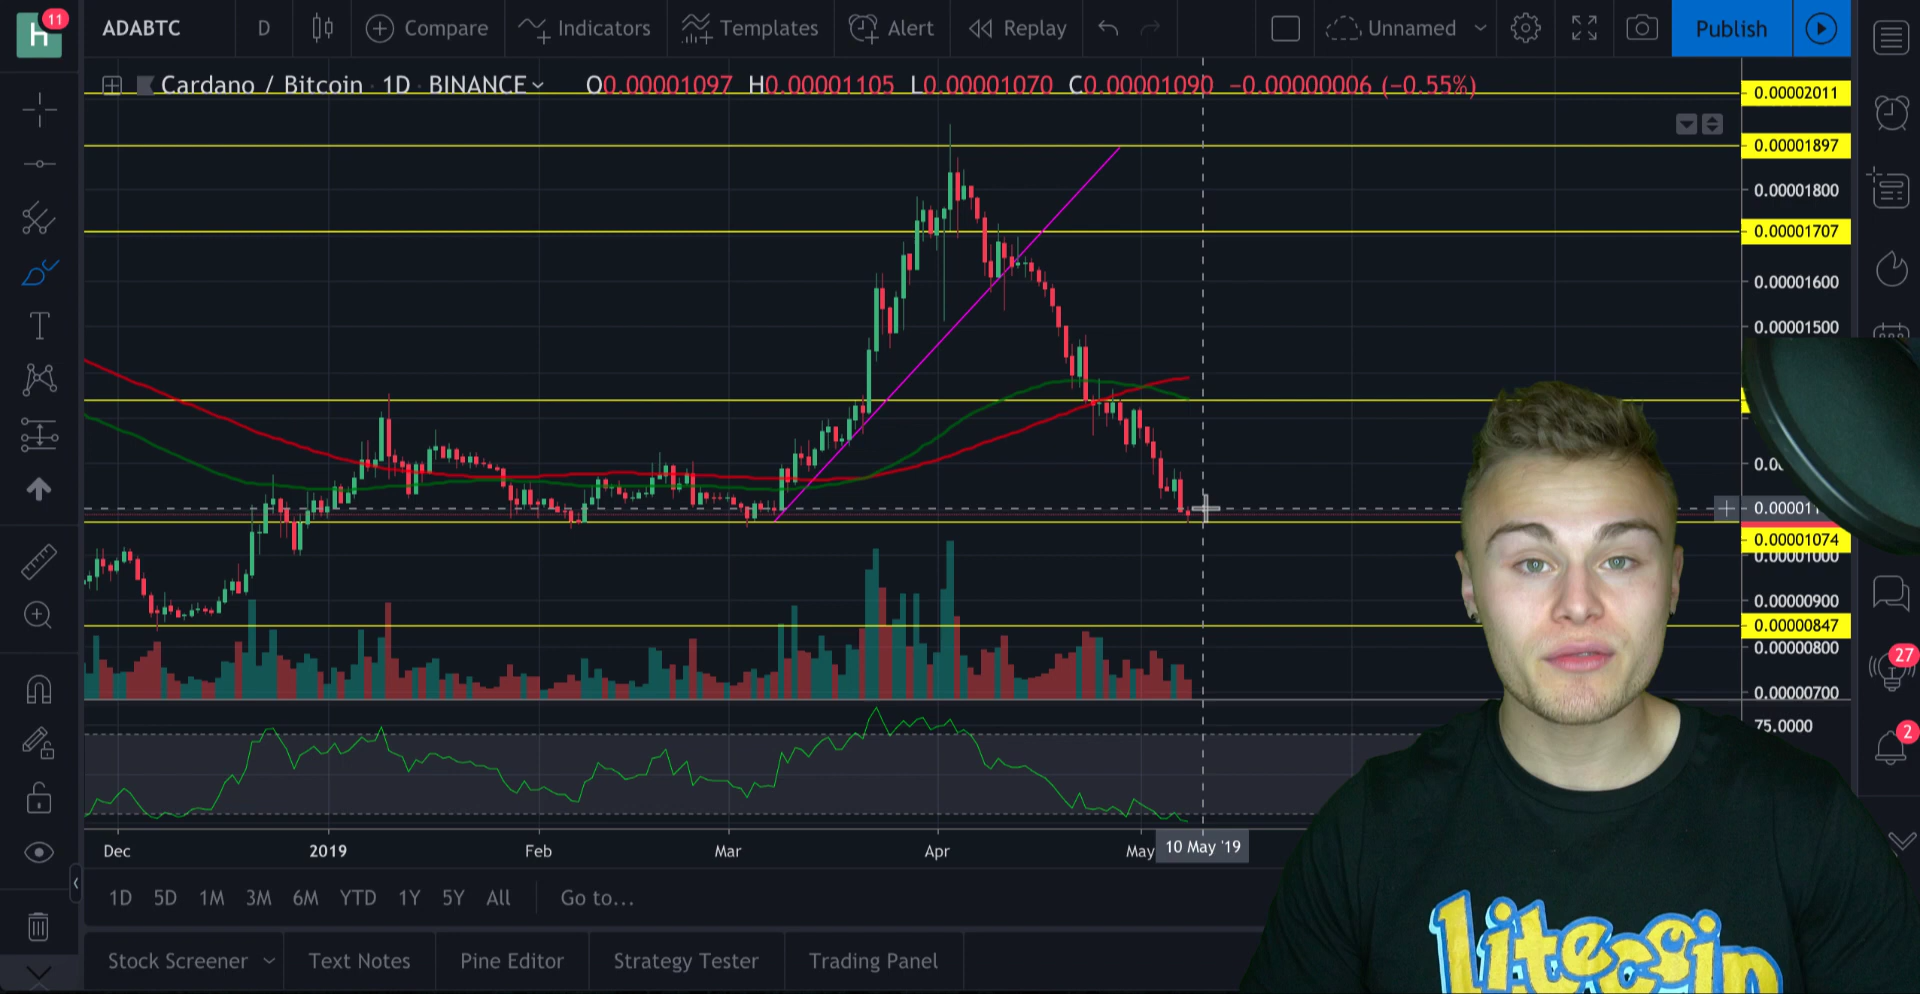 h 11
ADABTC D Compare Indicators Templates Alert Replay Unnamed Publish
Cardano / Bitcoin · 1D · BINANCE O0.00001097 H0.00001105 L0.00001070 C0.00001090 −0.00000006 (−0.55%)
0.00002011
0.00001897
0.00001800
0.00001707
0.00001600
0.00001500
0.00001074
0.00001000
0.00000900
0.00000847
0.00000800
0.00000700
75.0000
27
2
T
Dec 2019 Feb Mar Apr May 10 May '19
1D 5D 1M 3M 6M YTD 1Y 5Y All Go to...
Stock Screener Text Notes Pine Editor Strategy Tester Trading Panel
litecoin